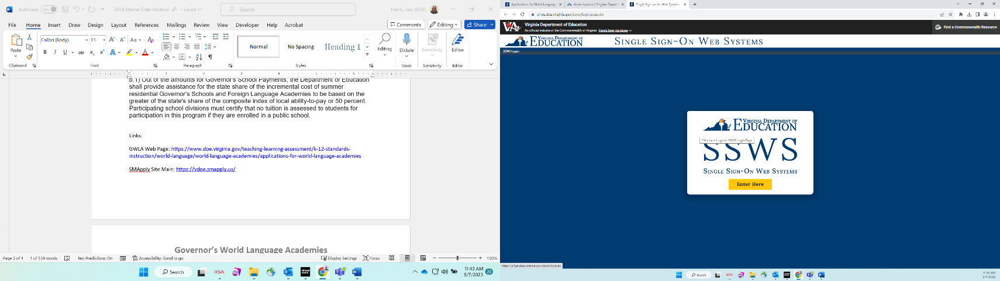 AutoSave On
2024 Master Date list.docx
Saved
Search
Harris, Lisa (DOE)
File Home Insert Draw Design Layout References Mailings Review View Developer Help Acrobat
Comments Editing Share
Paste
Calibri (Body) 11
Normal No Spacing Heading 1
Editing Dictate Sensitivity Editor
Clipboard Font Paragraph Styles Voice Sensitivity Editor
b.1) Out of the amounts for Governor's School Payments, the Department of Education
shall provide assistance for the state share of the incremental cost of summer
residential Governor's Schools and Foreign Language Academies to be based on the
greater of the state's share of the composite index of local ability-to-pay or 50 percent.
Participating school divisions must certify that no tuition is assessed to students for
participation in this program if they are enrolled in a public school.
Links:
GWLA Web Page: https://www.doe.virginia.gov/teaching-learning-assessment/k-12-standards-
instruction/world-language/world-language-academies/applications-for-world-language-academies
SMApply Site Main: https://vdoe.smapply.us/
Governor's World Language Academies
Page 3 of 4 1 of 539 words Text Predictions: On Accessibility: Good to go Display Settings Focus 100%
Search
RSA
11:43 AM
9/7/2023
20
Applications for World Language
Administration | Virginia Depart
Single Sign-on for Web Systems
p1pe.doe.virginia.gov/ssws/login.page.do
Virginia Department of Education
An official website of the Commonwealth of Virginia Here's how you know
Find a Commonwealth Resource
VIRGINIA DEPARTMENT OF
EDUCATION
SINGLE SIGN-ON WEB SYSTEMS
SSWS Login
VIRGINIA DEPARTMENT OF
EDUCATION
Click here to go to SSWS Login Page
SSWS
SINGLE SIGN-ON WEB SYSTEMS
Enter Here
https://p1pe.doe.virginia.gov/ssws/login.do
Search
RSA
11:43 AM
9/7/2023